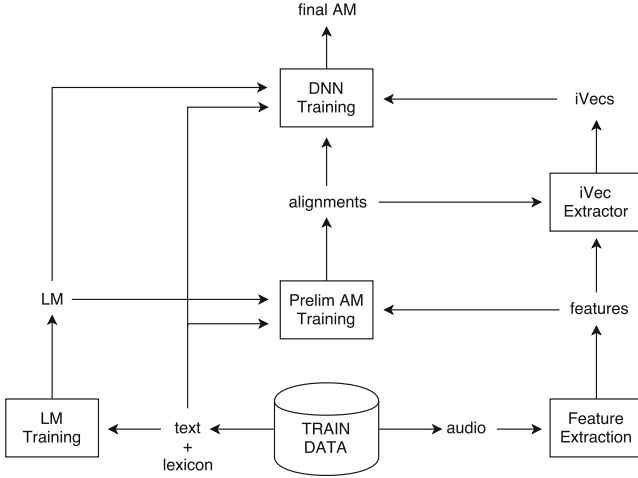 final AM
DNN
Training
iVecs
alignments
iVec
Extractor
LM
Prelim AM
Training
features
LM
Training
text
+
lexicon
TRAIN
DATA
audio
Feature
Extraction